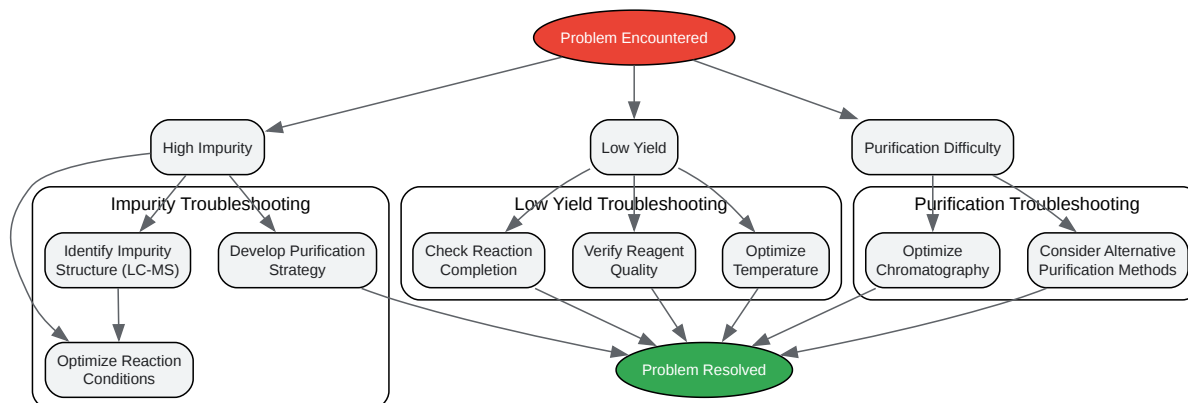 Problem Encountered
High Impurity
Low Yield
Purification Difficulty
Impurity Troubleshooting
Low Yield Troubleshooting
Purification Troubleshooting
Identify Impurity
Structure (LC-MS)
Develop Purification
Strategy
Check Reaction
Completion
Verify Reagent
Quality
Optimize
Temperature
Optimize
Chromatography
Consider Alternative
Purification Methods
Optimize Reaction
Conditions
Problem Resolved